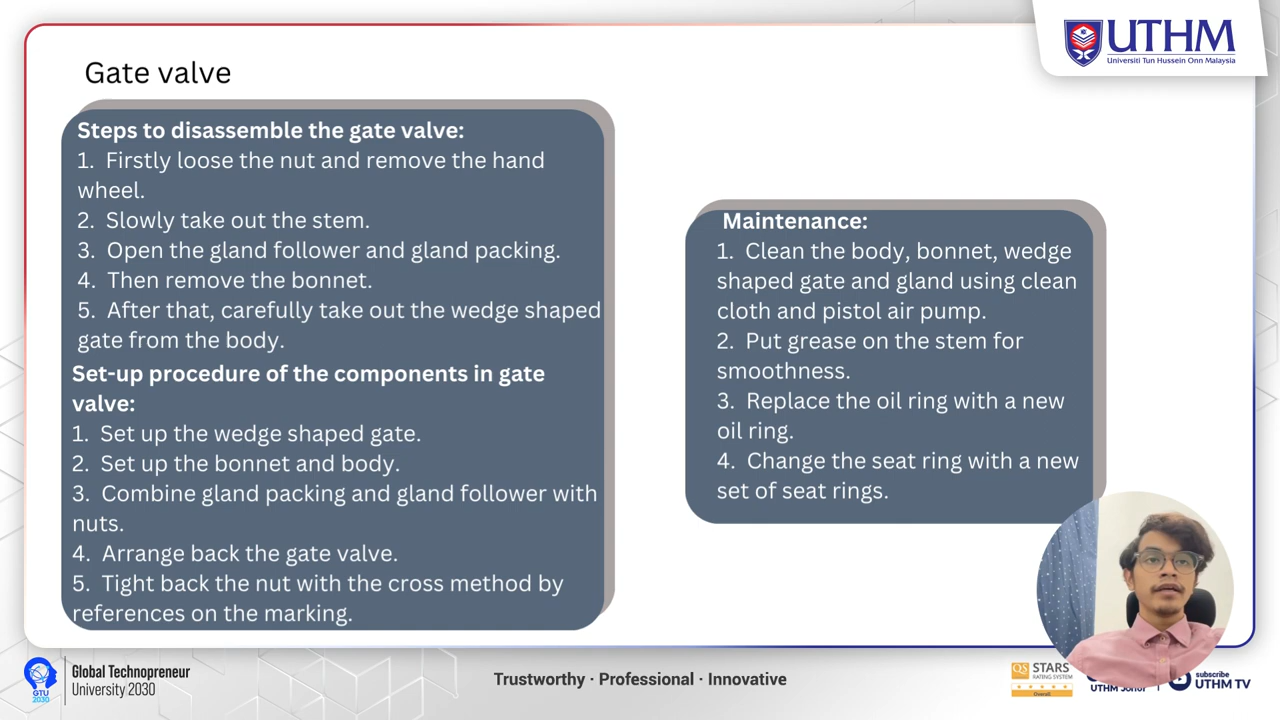 UTHM
Universiti Tun Hussein Onn Malaysia
Gate valve
Steps to disassemble the gate valve:
1. Firstly loose the nut and remove the hand
wheel.
2. Slowly take out the stem.
3. Open the gland follower and gland packing.
4. Then remove the bonnet.
5. After that, carefully take out the wedge shaped
gate from the body.
Set-up procedure of the components in gate
valve:
1. Set up the wedge shaped gate.
2. Set up the bonnet and body.
3. Combine gland packing and gland follower with
nuts.
4. Arrange back the gate valve.
5. Tight back the nut with the cross method by
references on the marking.
Maintenance:
1. Clean the body, bonnet, wedge
shaped gate and gland using clean
cloth and pistol air pump.
2. Put grease on the stem for
smoothness.
3. Replace the oil ring with a new
oil ring.
4. Change the seat ring with a new
set of seat rings.
GTU
2030
Global Technopreneur
University 2030
Trustworthy · Professional · Innovative
QS STARS
RATING SYSTEM
Overall
UTHM Johor
subscribe
UTHM TV